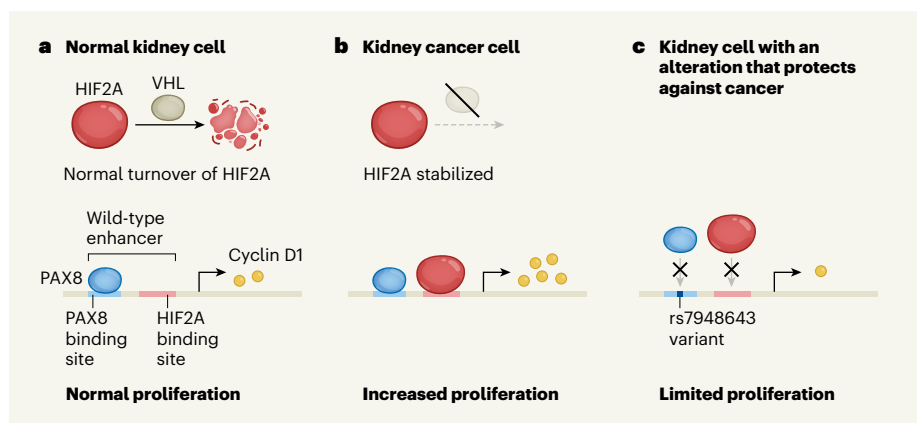 a Normal kidney cell
HIF2A
VHL
Normal turnover of HIF2A
Wild-type
enhancer
Cyclin D1
PAX8
PAX8
binding
site
HIF2A
binding
site
Normal proliferation
b Kidney cancer cell
HIF2A stabilized
Increased proliferation
c Kidney cell with an
alteration that protects
against cancer
rs7948643
variant
Limited proliferation